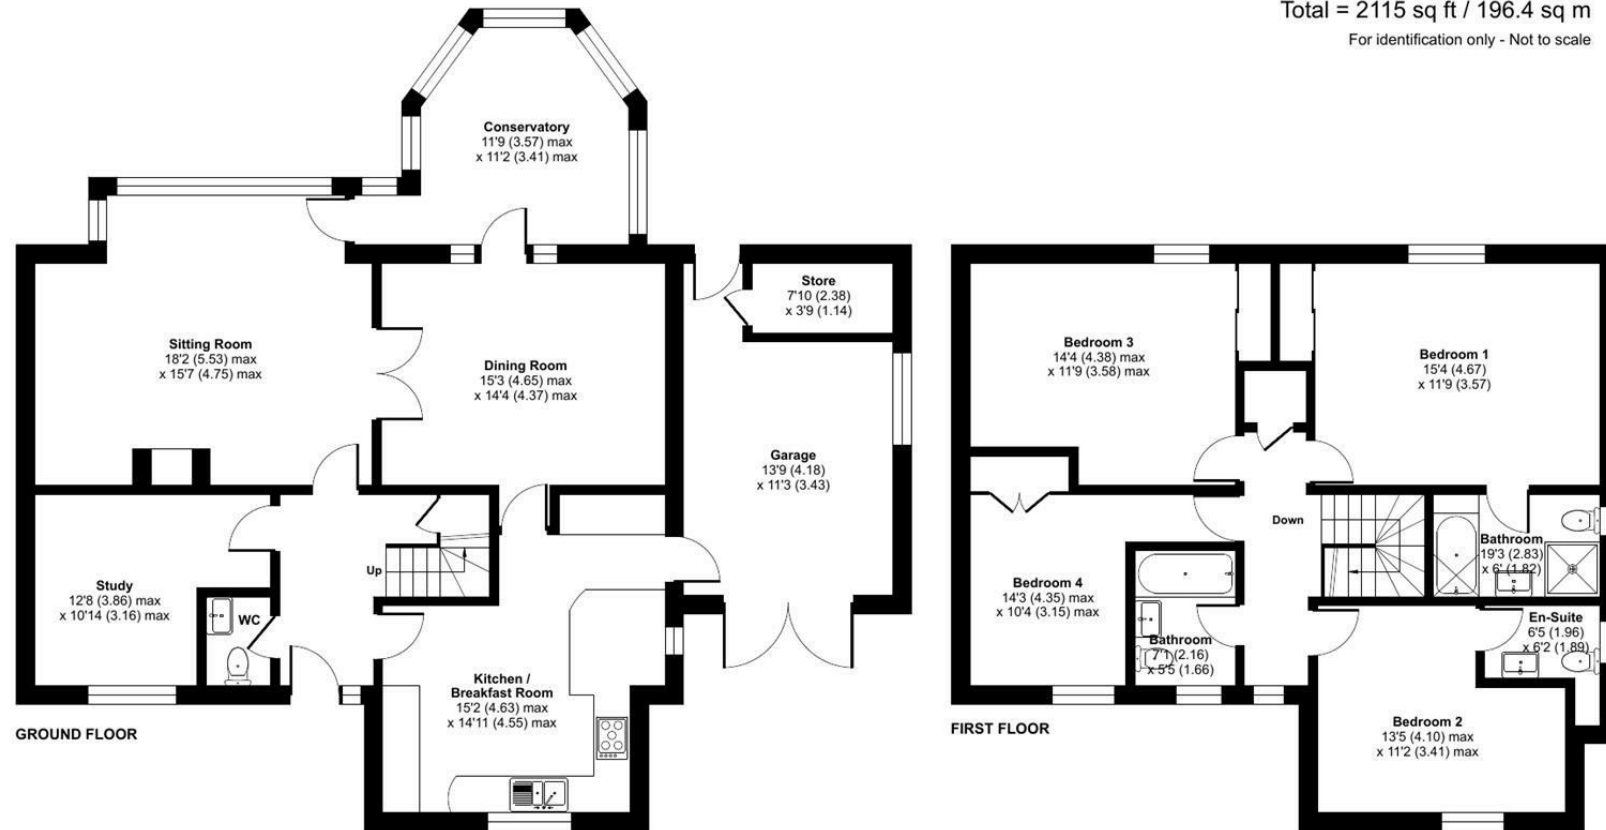 Total = 2115 sq ft / 196.4 sq m
For identification only - Not to scale
Conservatory
11'9 (3.57) max
x 11'2 (3.41) max
Sitting Room
18'2 (5.53) max
x 15'7 (4.75) max
Dining Room
15'3 (4.65) max
x 14'4 (4.37) max
Store
7'10 (2.38)
x 3'9 (1.14)
Garage
13'9 (4.18)
x 11'3 (3.43)
Study
12'8 (3.86) max
x 10'14 (3.16) max
WC
Up
Kitchen /
Breakfast Room
15'2 (4.63) max
x 14'11 (4.55) max
GROUND FLOOR
Bedroom 3
14'4 (4.38) max
x 11'9 (3.58) max
Bedroom 1
15'4 (4.67)
x 11'9 (3.57)
Down
Bathroom
19'3 (2.83)
x 6' (1.82)
Bedroom 4
14'3 (4.35) max
x 10'4 (3.15) max
Bathroom
7'1 (2.16)
x 5'5 (1.66)
En-Suite
6'5 (1.96)
x 6'2 (1.89)
Bedroom 2
13'5 (4.10) max
x 11'2 (3.41) max
FIRST FLOOR